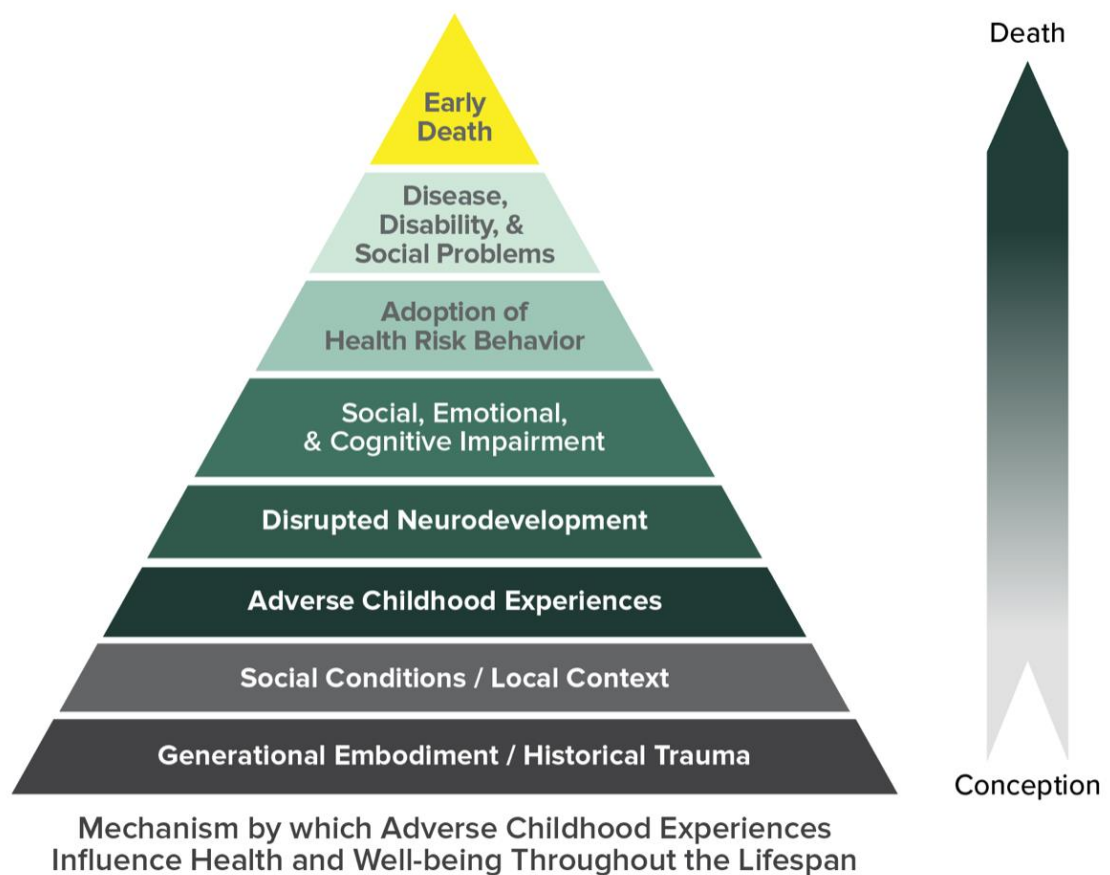 Death
Early
Death
Disease,
Disability, &
Social Problems
Adoption of
Health Risk Behavior
Social, Emotional,
& Cognitive Impairment
Disrupted Neurodevelopment
Adverse Childhood Experiences
Social Conditions / Local Context
Generational Embodiment / Historical Trauma
Conception
Mechanism by which Adverse Childhood Experiences
Influence Health and Well-being Throughout the Lifespan